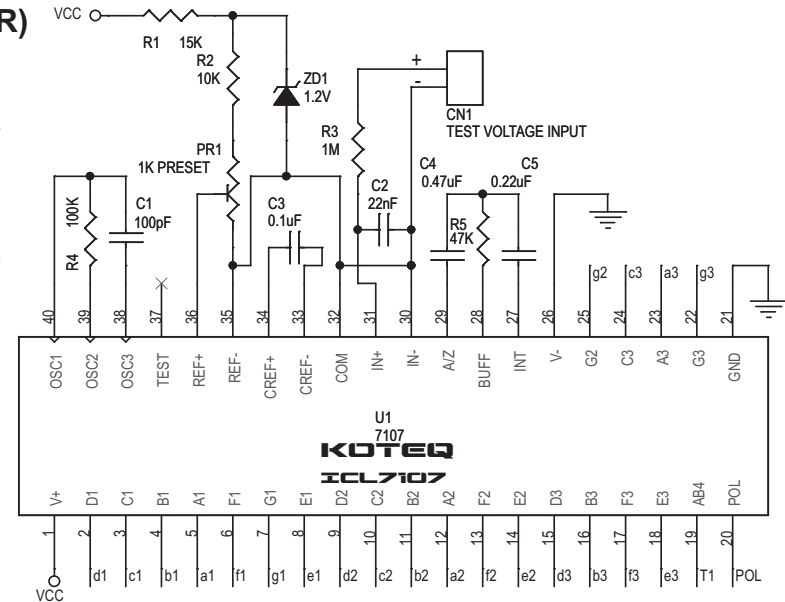 R)
VCC
R1 15K
R2
10K
ZD1
1.2V
+
-
CN1
TEST VOLTAGE INPUT
R3
1M
PR1
1K PRESET
C4
0.47uF
C5
0.22uF
C1
100pF
100K
R4
C2
22nF
C3
0.1uF
R5
47K
g2
c3
a3
g3
40 39 38 37 36 35 34 33 32 31 30 29 28 27 26 25 24 23 22 21
OSC1 OSC2 OSC3 TEST REF+ REF- CREF+ CREF- COM IN+ IN- A/Z BUFF INT V- G2 C3 A3 G3 GND
U1
7107
KOTEQ
ICL7107
V+ D1 C1 B1 A1 F1 G1 E1 D2 C2 B2 A2 F2 E2 D3 B3 F3 E3 AB4 POL
1 2 3 4 5 6 7 8 9 10 11 12 13 14 15 16 17 18 19 20
d1 c1 b1 a1 f1 g1 e1 d2 c2 b2 a2 f2 e2 d3 b3 f3 e3 T1 POL
VCC